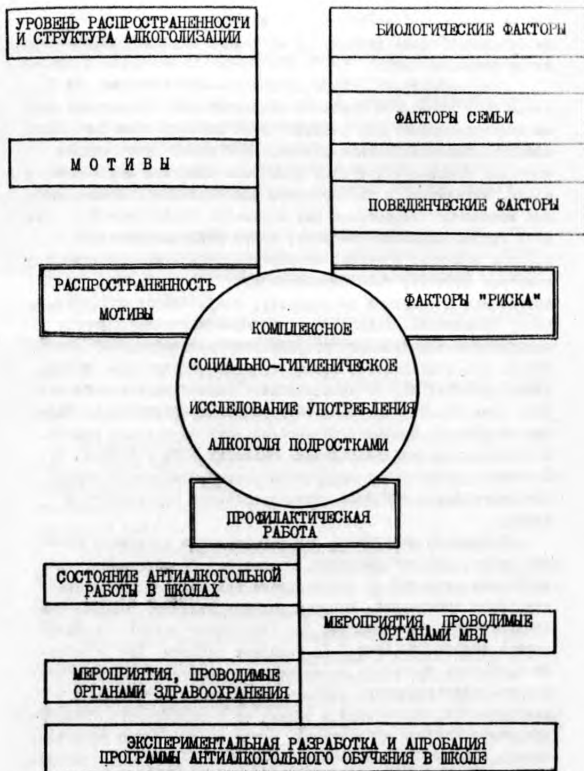 УРОВЕНЬ РАСПРОСТРАНЕННОСТИ
И СТРУКТУРА АЛКОГОЛИЗАЦИИ
БИОЛОГИЧЕСКИЕ ФАКТОРЫ
ФАКТОРЫ СЕМЬИ
МОТИВЫ
ПОВЕДЕНЧЕСКИЕ ФАКТОРЫ
РАСПРОСТРАНЕННОСТЬ
МОТИВЫ
ФАКТОРЫ "РИСКА"
КОМПЛЕКСНОЕ
СОЦИАЛЬНО-ГИГИЕНИЧЕСКОЕ
ИССЛЕДОВАНИЕ УПОТРЕБЛЕНИЯ
АЛКОГОЛЯ ПОДРОСТКАМИ
ПРОФИЛАКТИЧЕСКАЯ
РАБОТА
СОСТОЯНИЕ АНТИАЛКОГОЛЬНОЙ
РАБОТЫ В ШКОЛАХ
МЕРОПРИЯТИЯ, ПРОВОДИМЫЕ
ОРГАНАМИ МВД
МЕРОПРИЯТИЯ, ПРОВОДИМЫЕ
ОРГАНАМИ ЗДРАВООХРАНЕНИЯ
ЭКСПЕРИМЕНТАЛЬНАЯ РАЗРАБОТКА И АПРОБАЦИЯ
ПРОГРАММЫ АНТИАЛКОГОЛЬНОГО ОБУЧЕНИЯ В ШКОЛЕ